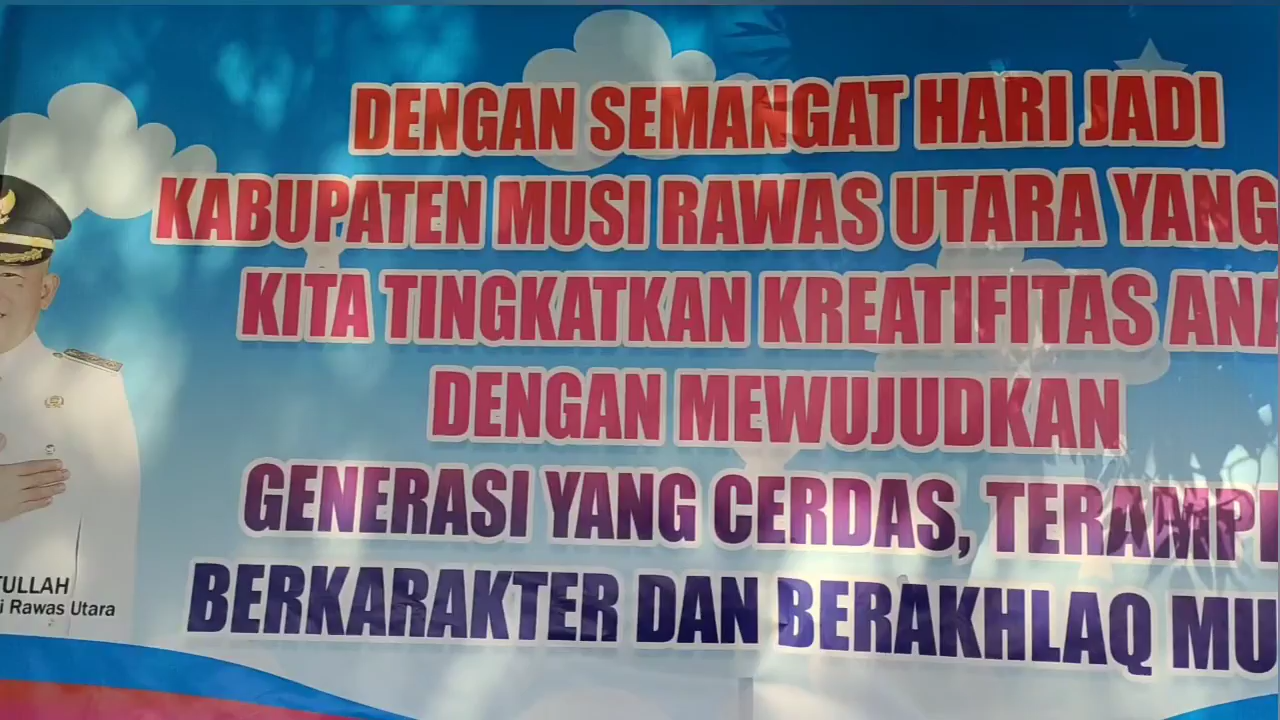 DENGAN SEMANGAT HARI JADI
KABUPATEN MUSI RAWAS UTARA YANG
KITA TINGKATKAN KREATIFITAS
DENGAN MEWUJUDKAN
GENERASI YANG CERDAS,
BERKARAKTER DAN BERAKHLAQ
Rawas Utara